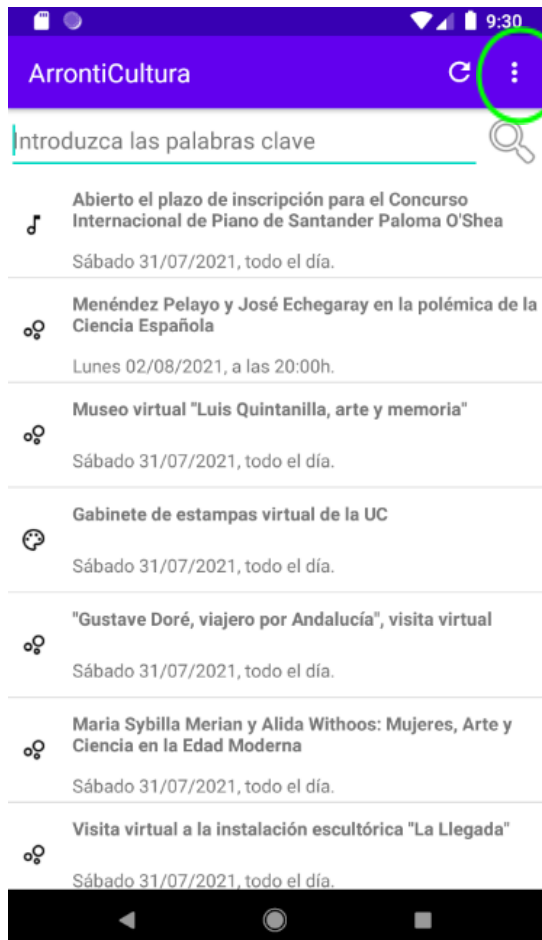 9:30
ArrontiCultura
Introduzca las palabras clave
Abierto el plazo de inscripción para el Concurso
Internacional de Piano de Santander Paloma O'Shea
Sábado 31/07/2021, todo el día.
Menéndez Pelayo y José Echegaray en la polémica de la
Ciencia Española
Lunes 02/08/2021, a las 20:00h.
Museo virtual "Luis Quintanilla, arte y memoria"
Sábado 31/07/2021, todo el día.
Gabinete de estampas virtual de la UC
Sábado 31/07/2021, todo el día.
"Gustave Doré, viajero por Andalucía", visita virtual
Sábado 31/07/2021, todo el día.
Maria Sybilla Merian y Alida Withoos: Mujeres, Arte y
Ciencia en la Edad Moderna
Sábado 31/07/2021, todo el día.
Visita virtual a la instalación escultórica "La Llegada"
Sábado 31/07/2021, todo el día.